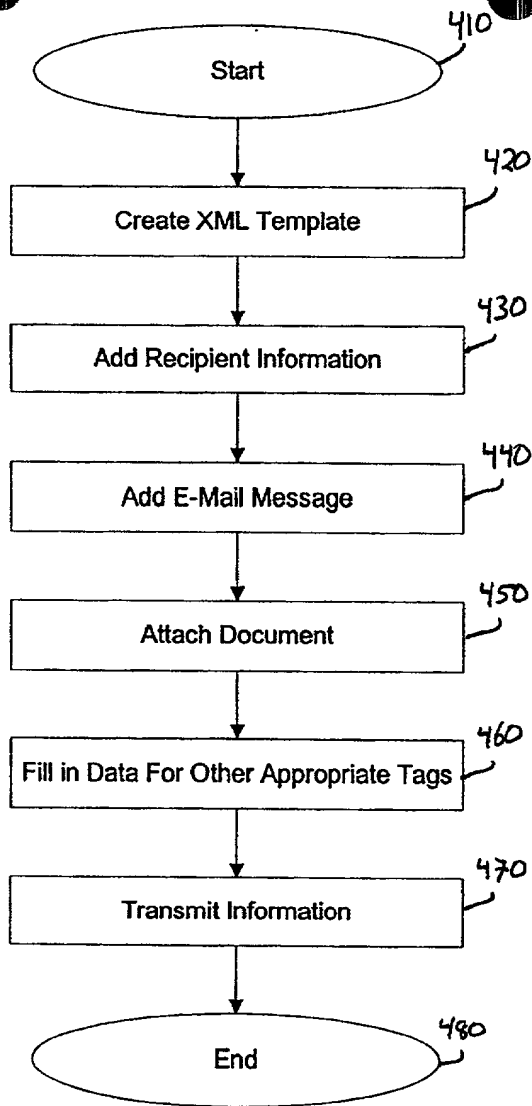 410
Start
420
Create XML Template
430
Add Recipient Information
440
Add E-Mail Message
450
Attach Document
460
Fill in Data For Other Appropriate Tags
470
Transmit Information
480
End